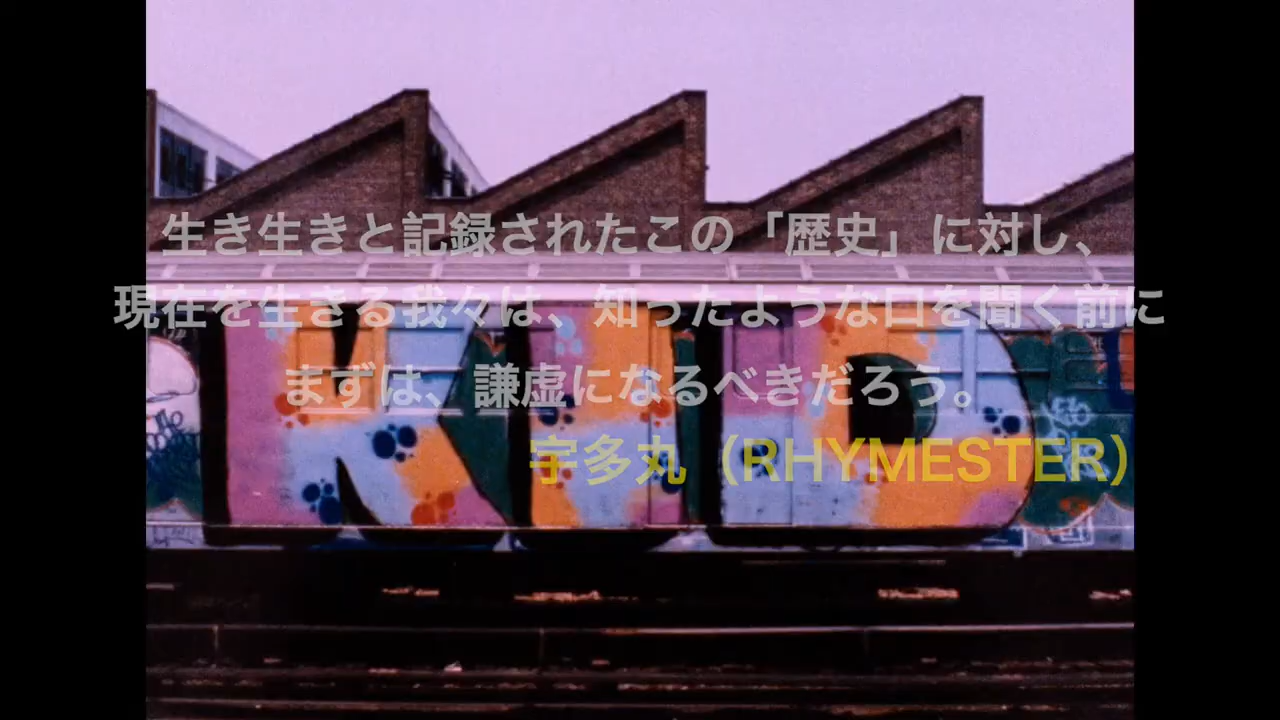 生き生きと記録されたこの「歴史」に対し、
現在を生きる我々は、知ったような口を聞く前に
まずは、謙虚になるべきだろう。
宇多丸（RHYMESTER）
KID